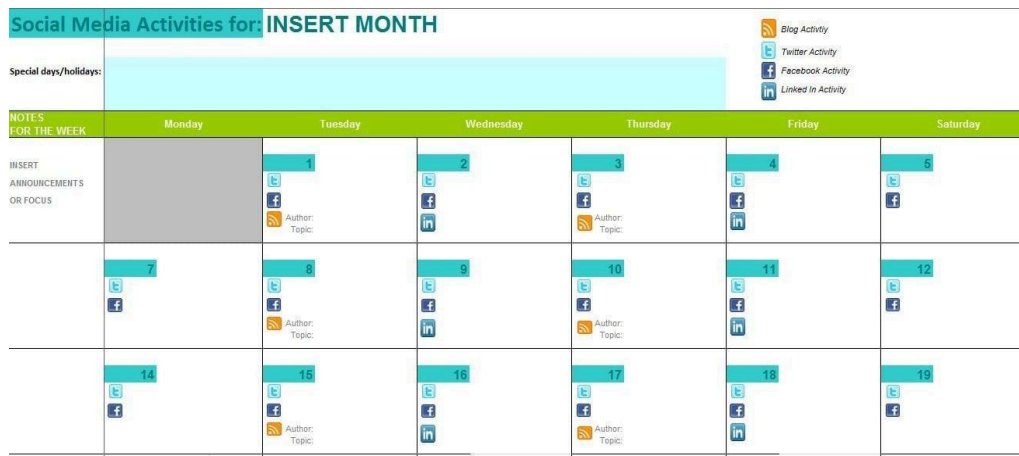 Social Media Activities for: INSERT MONTH
Blog Activtiy
Twitter Activity
Facebook Activity
Linked In Activity
Special days/holidays:
NOTES
FOR THE WEEK
Monday
Tuesday
Wednesday
Thursday
Friday
Saturday
INSERT
ANNOUNCEMENTS
OR FOCUS
1
Author:
Topic:
2
3
Author:
Topic:
4
5
7
8
Author:
Topic:
9
10
Author:
Topic:
11
12
14
15
Author:
Topic:
16
17
Author:
Topic:
18
19